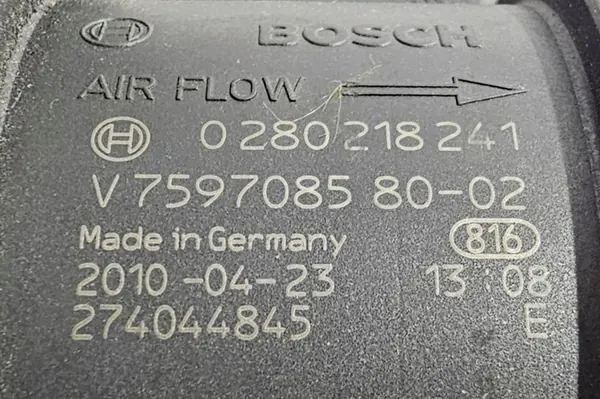 BOSCH
AIR FLOW
0 280 218 241
V 7597085 80-02
Made in Germany 816
2010-04-23 13:08
274044845 E